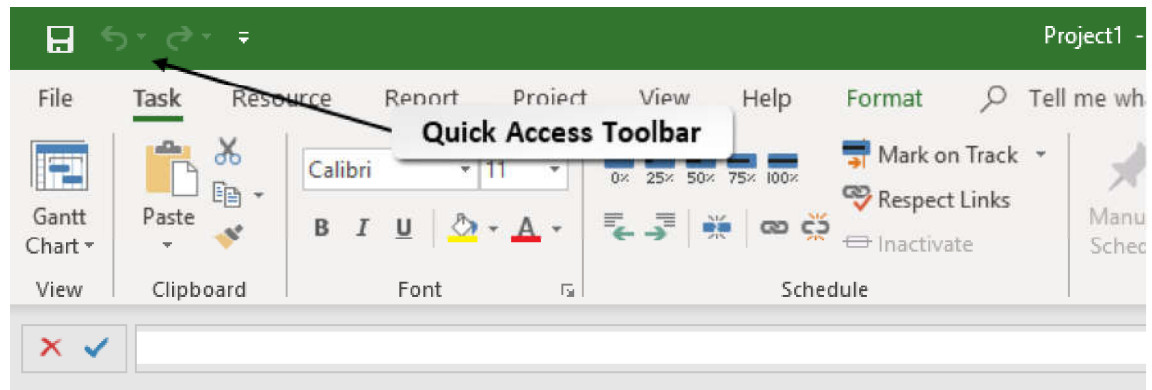 Project1 -
File Task Resource Report Project View Help Format Tell me wh
Quick Access Toolbar
Calibri 11
0% 25% 50% 75% 100%
Mark on Track
Respect Links
Inactivate
Gantt Chart
Paste
B I U A
Manu
Sched
View Clipboard Font Schedule